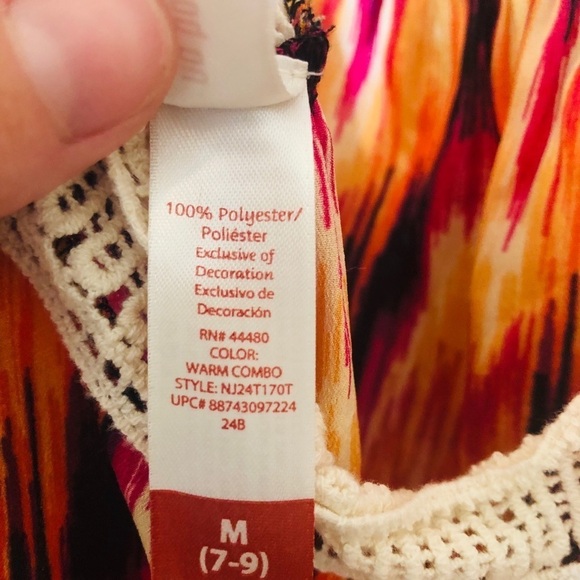 100% Polyester/
Poliéster
Exclusive of
Decoration
Exclusivo de
Decoración
RN# 44480
COLOR:
WARM COMBO
STYLE: NJ24T170T
UPC# 88743097224
24B
M
(7-9)